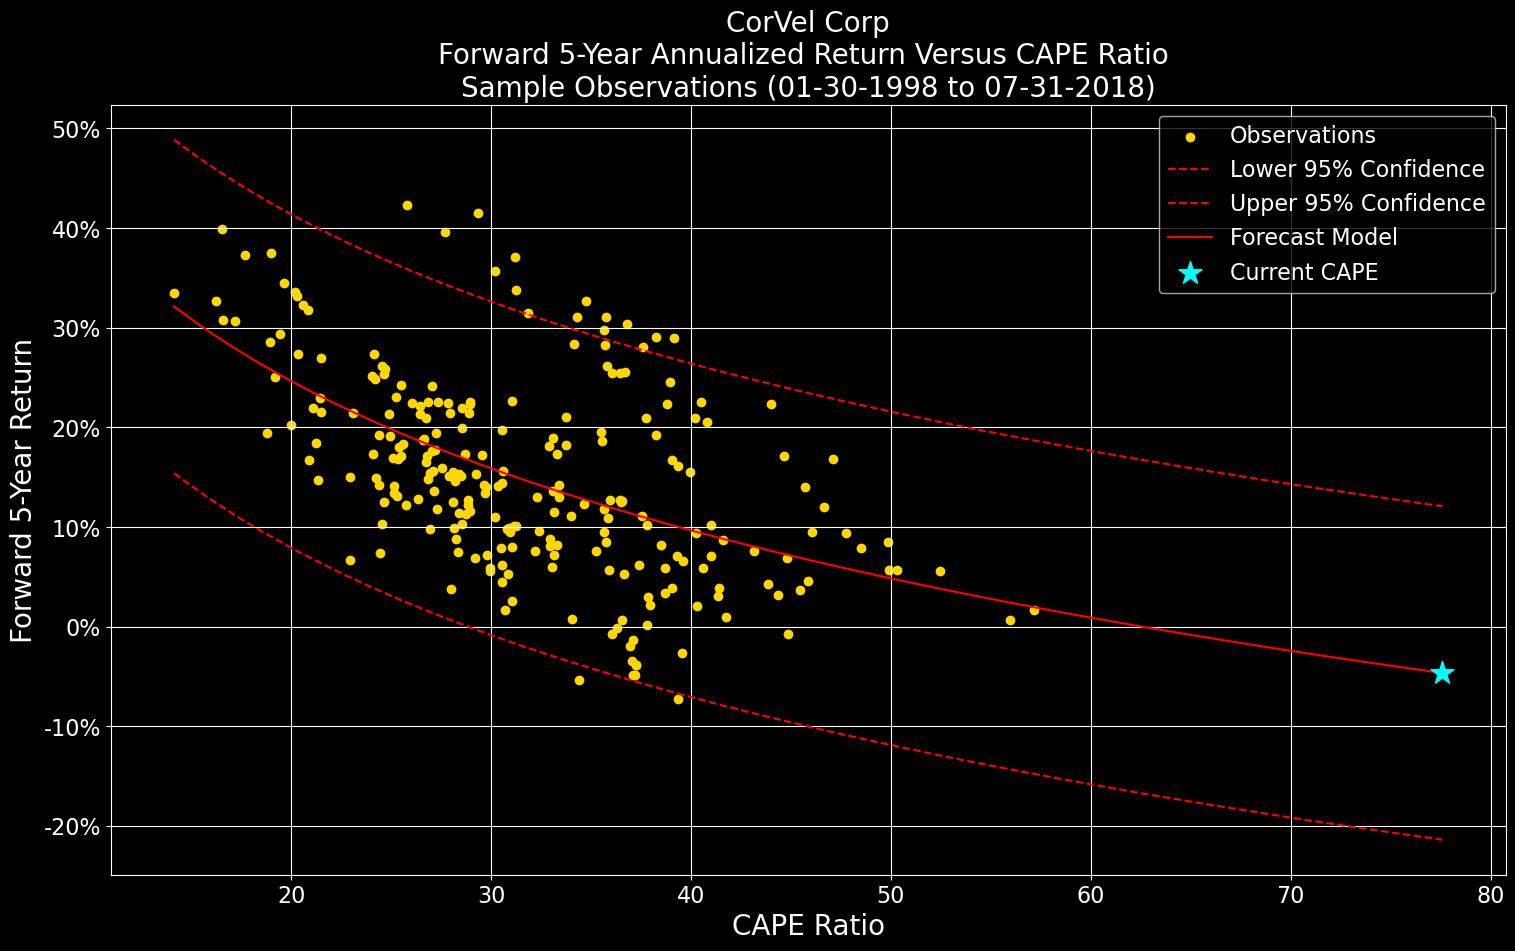 CorVel Corp
Forward 5-Year Annualized Return Versus CAPE Ratio
Sample Observations (01-30-1998 to 07-31-2018)
Observations
Lower 95% Confidence
Upper 95% Confidence
Forecast Model
Current CAPE
Forward 5-Year Return
50%
40%
30%
20%
10%
0%
-10%
-20%
20 30 40 50 60 70 80
CAPE Ratio